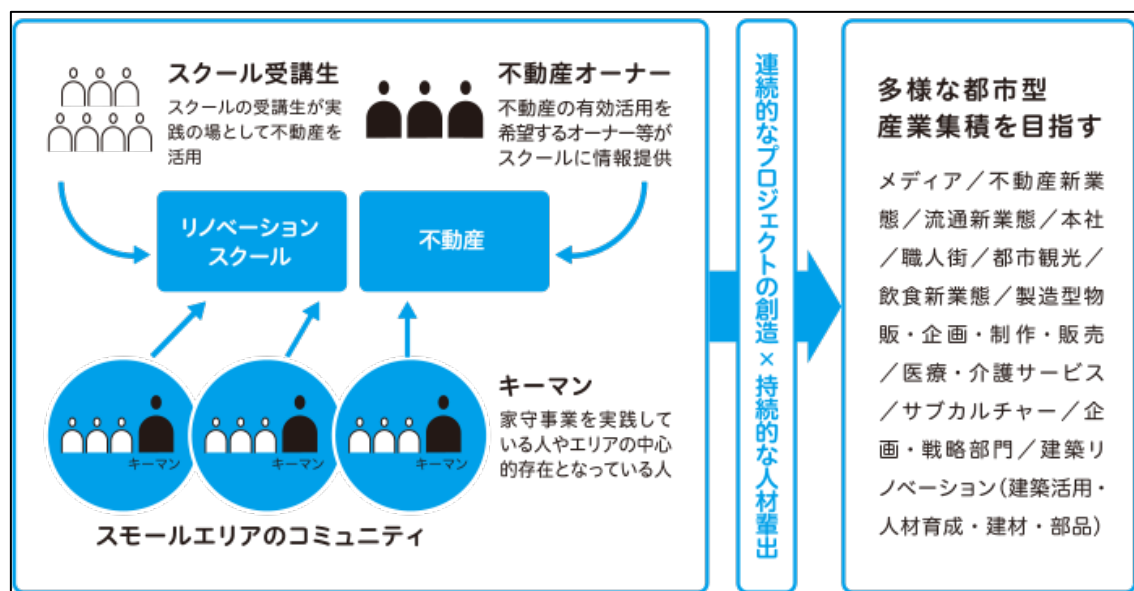 スクール受講生
スクールの受講生が実
践の場として不動産を
活用
不動産オーナー
不動産の有効活用を
希望するオーナー等が
スクールに情報提供
リノベーション
スクール
不動産
キーマン
家守事業を実践して
いる人やエリアの中心
的存在となっている人
キーマン
キーマン
キーマン
スモールエリアのコミュニティ
連続的なプロジェクトの創造×持続的な人材輩出
多様な都市型
産業集積を目指す
メディア／不動産新業
態／流通新業態／本社
／職人街／都市観光／
飲食新業態／製造型物
販・企画・制作・販売
／医療・介護サービス
／サブカルチャー／企
画・戦略部門／建築リ
ノベーション（建築活用・
人材育成・建材・部品）